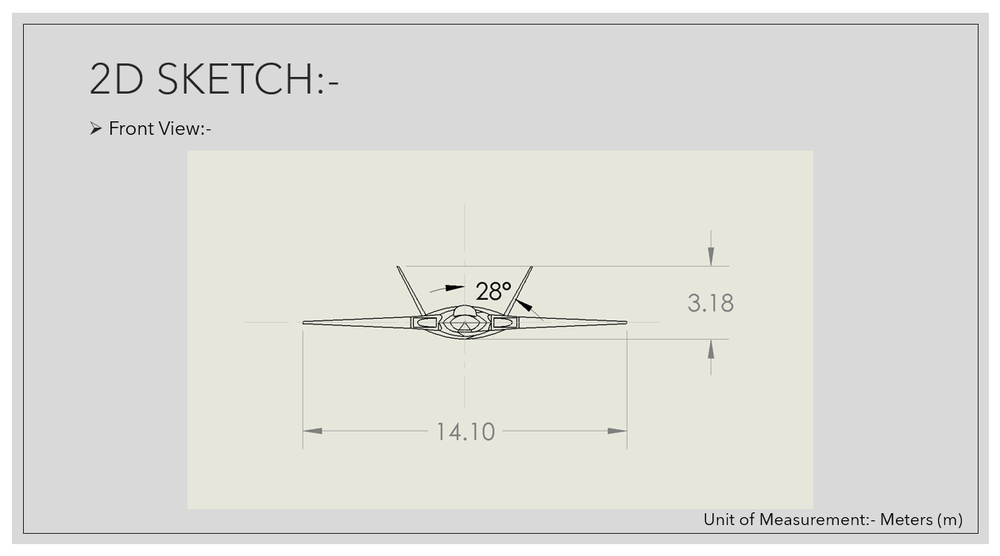 2D SKETCH:-
➢ Front View:-
28°
3.18
14.10
Unit of Measurement:- Meters (m)